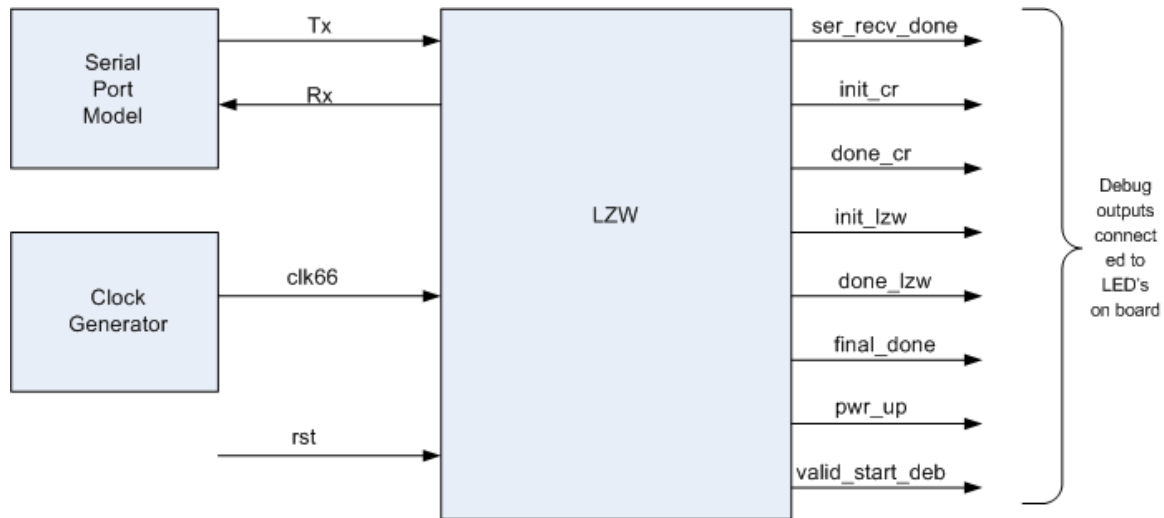 Serial
Port
Model
Tx
Rx
Clock
Generator
clk66
rst
LZW
ser_recv_done
init_cr
done_cr
init_lzw
done_lzw
final_done
pwr_up
valid_start_deb
Debug
outputs
connect
ed to
LED's
on board